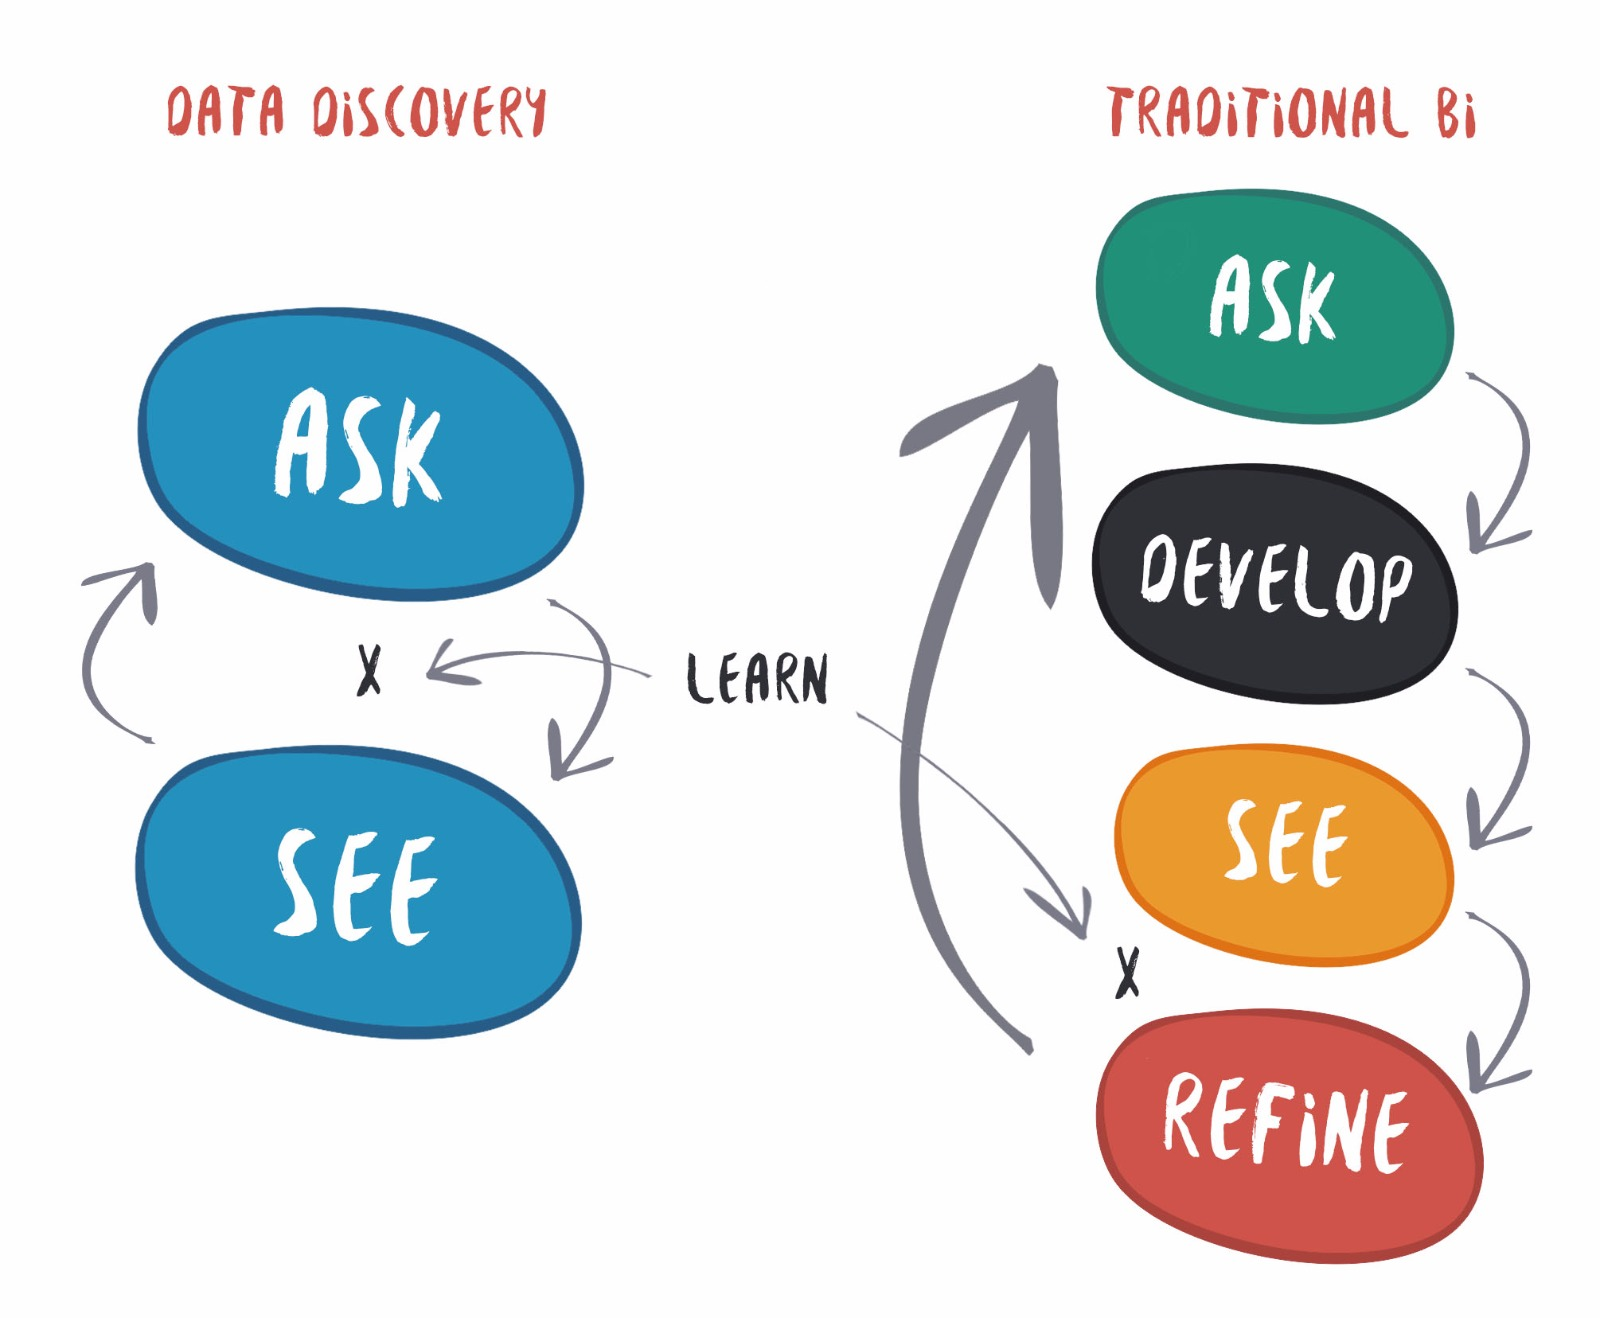 DATA DiSCOVERY
ASK
X
SEE
LEARN
TRADiTiONAL Bi
ASK
DEVELOP
SEE
X
REFiNE